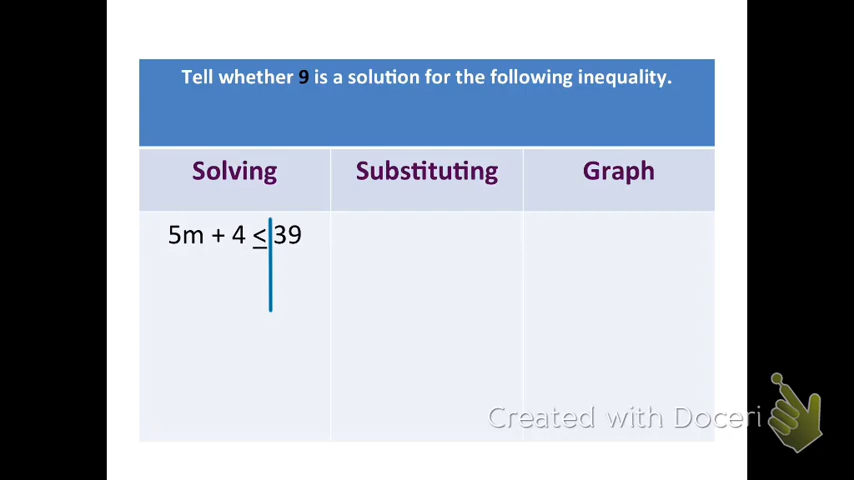 Tell whether 9 is a solution for the following inequality.
Solving Substituting Graph
5m + 4 ≤ 39
Created with Doceri